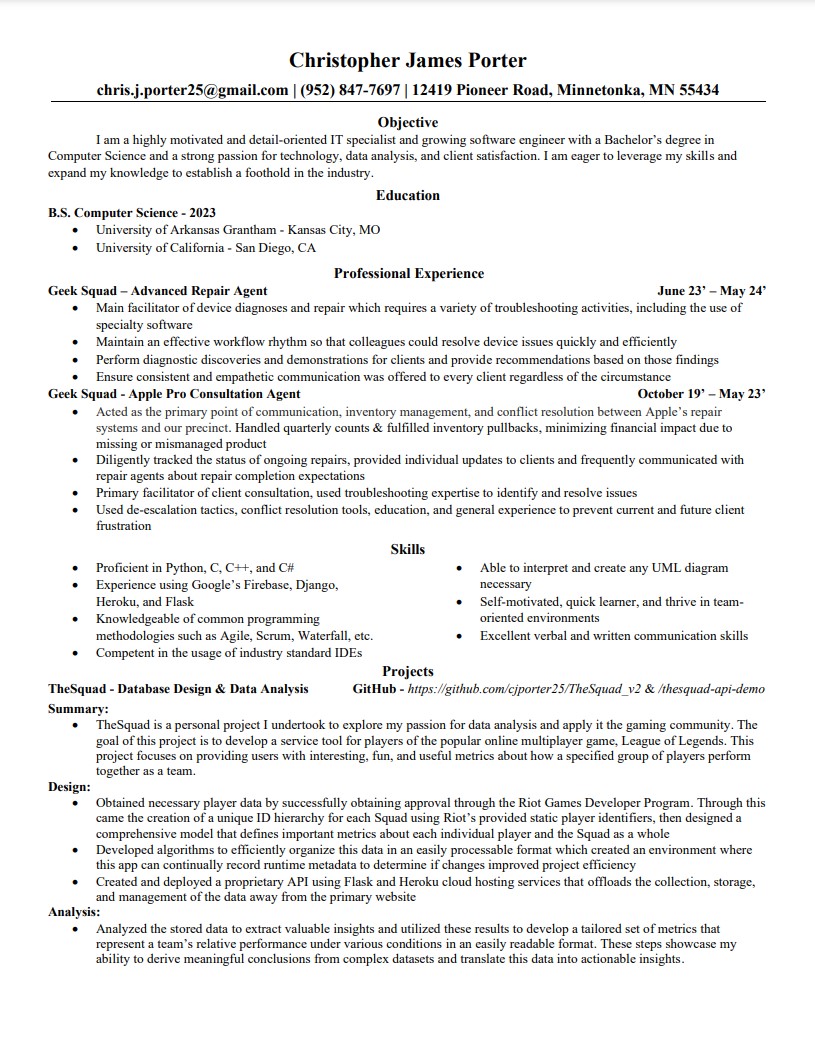 Christopher James Porter
chris.j.porter25@gmail.com | (952) 847-7697 | 12419 Pioneer Road, Minnetonka, MN 55434
Objective
I am a highly motivated and detail-oriented IT specialist and growing software engineer with a Bachelor's degree in
Computer Science and a strong passion for technology, data analysis, and client satisfaction. I am eager to leverage my skills and
expand my knowledge to establish a foothold in the industry.
Education
B.S. Computer Science - 2023
• University of Arkansas Grantham - Kansas City, MO
• University of California - San Diego, CA
Professional Experience
Geek Squad – Advanced Repair Agent June 23' – May 24'
• Main facilitator of device diagnoses and repair which requires a variety of troubleshooting activities, including the use of
specialty software
• Maintain an effective workflow rhythm so that colleagues could resolve device issues quickly and efficiently
• Perform diagnostic discoveries and demonstrations for clients and provide recommendations based on those findings
• Ensure consistent and empathetic communication was offered to every client regardless of the circumstance
Geek Squad - Apple Pro Consultation Agent October 19' – May 23'
• Acted as the primary point of communication, inventory management, and conflict resolution between Apple's repair
systems and our precinct. Handled quarterly counts & fulfilled inventory pullbacks, minimizing financial impact due to
missing or mismanaged product
• Diligently tracked the status of ongoing repairs, provided individual updates to clients and frequently communicated with
repair agents about repair completion expectations
• Primary facilitator of client consultation, used troubleshooting expertise to identify and resolve issues
• Used de-escalation tactics, conflict resolution tools, education, and general experience to prevent current and future client
frustration
Skills
• Proficient in Python, C, C++, and C#
• Experience using Google's Firebase, Django,
Heroku, and Flask
• Knowledgeable of common programming
methodologies such as Agile, Scrum, Waterfall, etc.
• Competent in the usage of industry standard IDEs
• Able to interpret and create any UML diagram
necessary
• Self-motivated, quick learner, and thrive in team-
oriented environments
• Excellent verbal and written communication skills
Projects
TheSquad - Database Design & Data Analysis GitHub - https://github.com/cjporter25/TheSquad_v2 & /thesquad-api-demo
Summary:
• TheSquad is a personal project I undertook to explore my passion for data analysis and apply it the gaming community. The
goal of this project is to develop a service tool for players of the popular online multiplayer game, League of Legends. This
project focuses on providing users with interesting, fun, and useful metrics about how a specified group of players perform
together as a team.
Design:
• Obtained necessary player data by successfully obtaining approval through the Riot Games Developer Program. Through this
came the creation of a unique ID hierarchy for each Squad using Riot's provided static player identifiers, then designed a
comprehensive model that defines important metrics about each individual player and the Squad as a whole
• Developed algorithms to efficiently organize this data in an easily processable format which created an environment where
this app can continually record runtime metadata to determine if changes improved project efficiency
• Created and deployed a proprietary API using Flask and Heroku cloud hosting services that offloads the collection, storage,
and management of the data away from the primary website
Analysis:
• Analyzed the stored data to extract valuable insights and utilized these results to develop a tailored set of metrics that
represent a team's relative performance under various conditions in an easily readable format. These steps showcase my
ability to derive meaningful conclusions from complex datasets and translate this data into actionable insights.